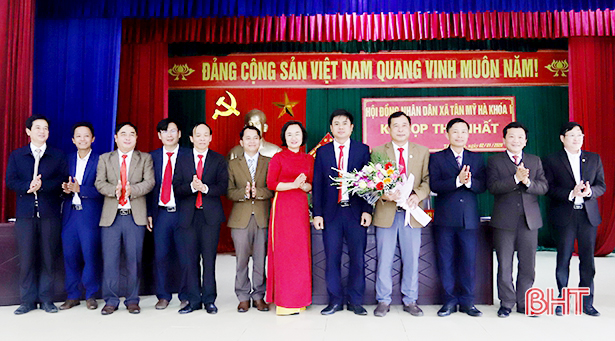 ĐẢNG CỘNG SẢN VIỆT NAM QUANG VINH MUÔN NĂM!
HỘI ĐỒNG NHÂN DÂN XÃ TÂN MỸ HÀ KHÓA I
KỲ HỌP THỨ NHẤT
BHT
BHT